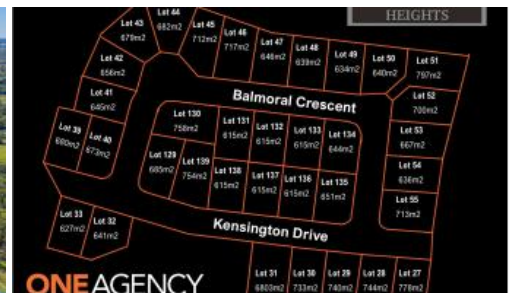 HEIGHTS
Lot 43
679m2
Lot 44
682m2
Lot 45
712m2
Lot 46
717m2
Lot 47
646m2
Lot 48
639m2
Lot 49
634m2
Lot 50
640m2
Lot 51
797m2
Lot 42
656m2
Lot 41
645m2
Balmoral Crescent
Lot 52
700m2
Lot 39
660m2
Lot 40
673m2
Lot 130
758m2
Lot 131
615m2
Lot 132
615m2
Lot 133
615m2
Lot 134
644m2
Lot 53
667m2
Lot 129
685m2
Lot 139
754m2
Lot 138
615m2
Lot 137
615m2
Lot 136
615m2
Lot 135
651m2
Lot 54
636m2
Lot 55
713m2
Lot 33
627m2
Lot 32
641m2
Kensington Drive
Lot 31
6803m2
Lot 30
733m2
Lot 29
740m2
Lot 28
744m2
Lot 27
778m2
ONEAGENCY